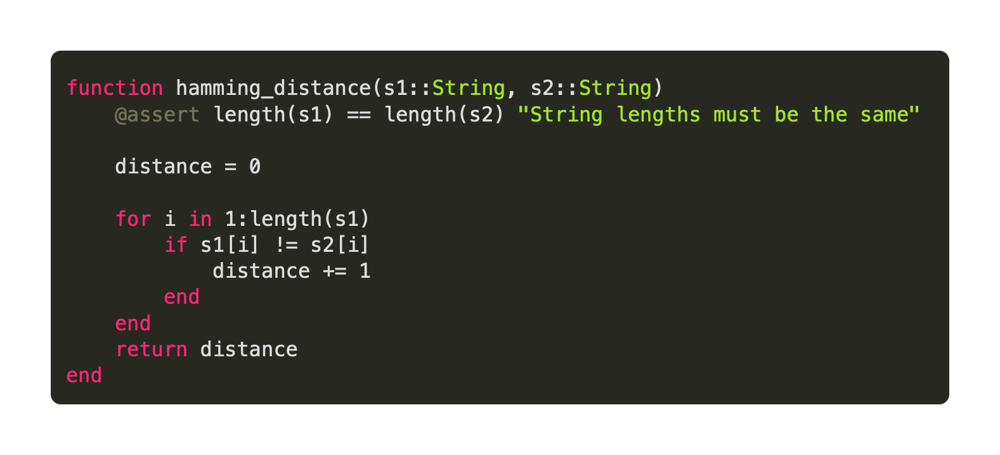 function hamming_distance(s1::String, s2::String)
    @assert length(s1) == length(s2) "String lengths must be the same"

    distance = 0

    for i in 1:length(s1)
        if s1[i] != s2[i]
            distance += 1
        end
    end
    return distance
end